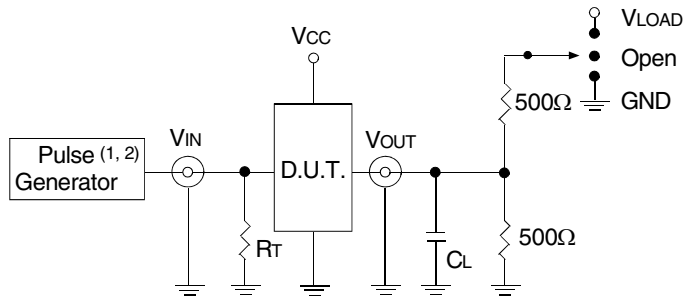 VLOAD
VCC
Open
500Ω
GND
VIN
VOUT
Pulse (1, 2)
Generator
D.U.T.
RT
CL
500Ω